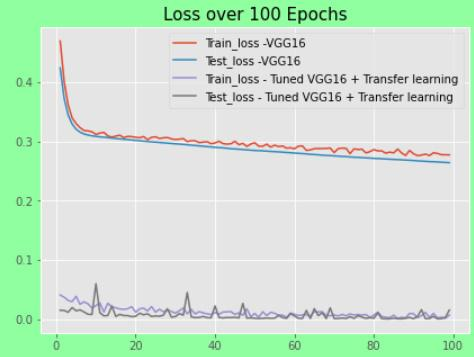 Loss over 100 Epochs
Train_loss -VGG16
Test_loss -VGG16
Train_loss - Tuned VGG16 + Transfer learning
Test_loss - Tuned VGG16 + Transfer learning
0.4
0.3
0.2
0.1
0.0
0 20 40 60 80 100